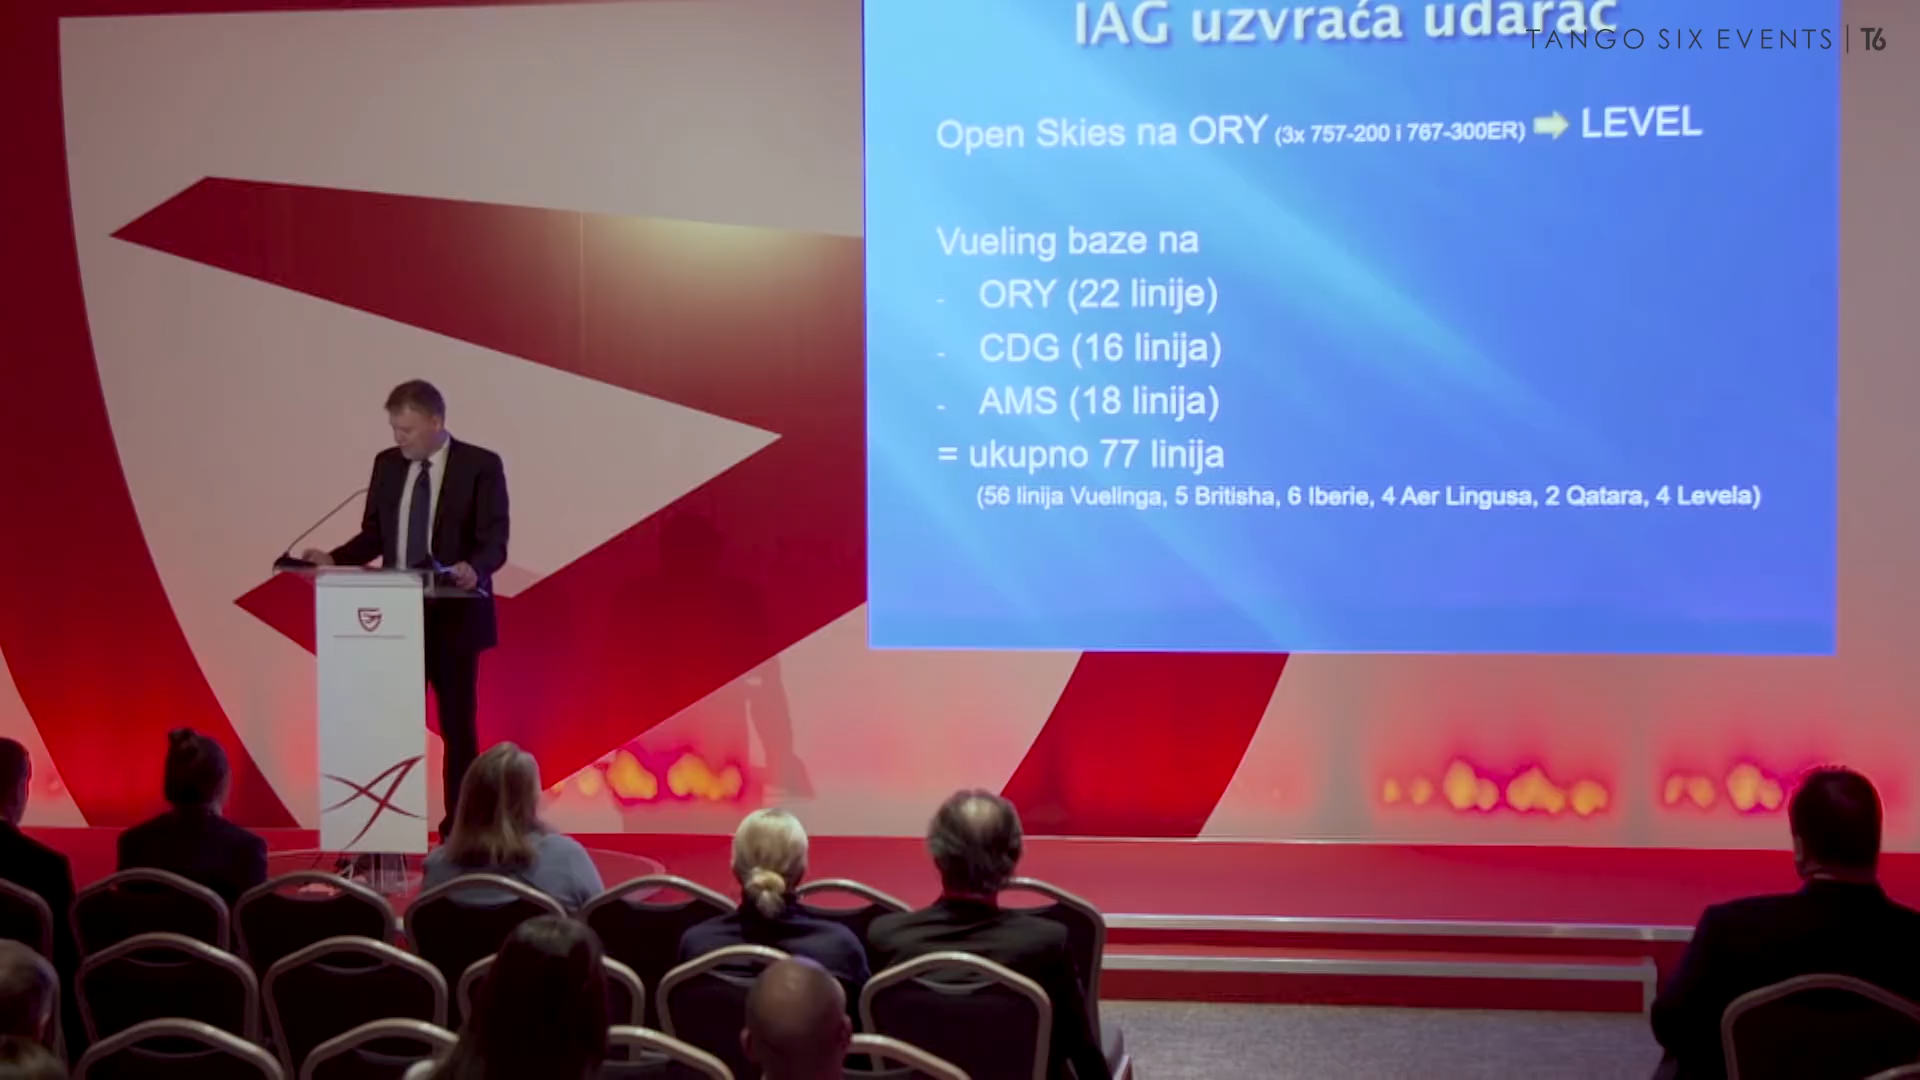 IAG uzvraća udarac
TANGO SIX EVENTS | T6
Open Skies na ORY (3x 757-200 i 767-300ER) LEVEL
Vueling baze na
- ORY (22 linije)
- CDG (16 linija)
- AMS (18 linija)
= ukupno 77 linija
(56 linija Vuelinga, 5 Britisha, 6 Iberie, 4 Aer Lingusa, 2 Qatara, 4 Levela)